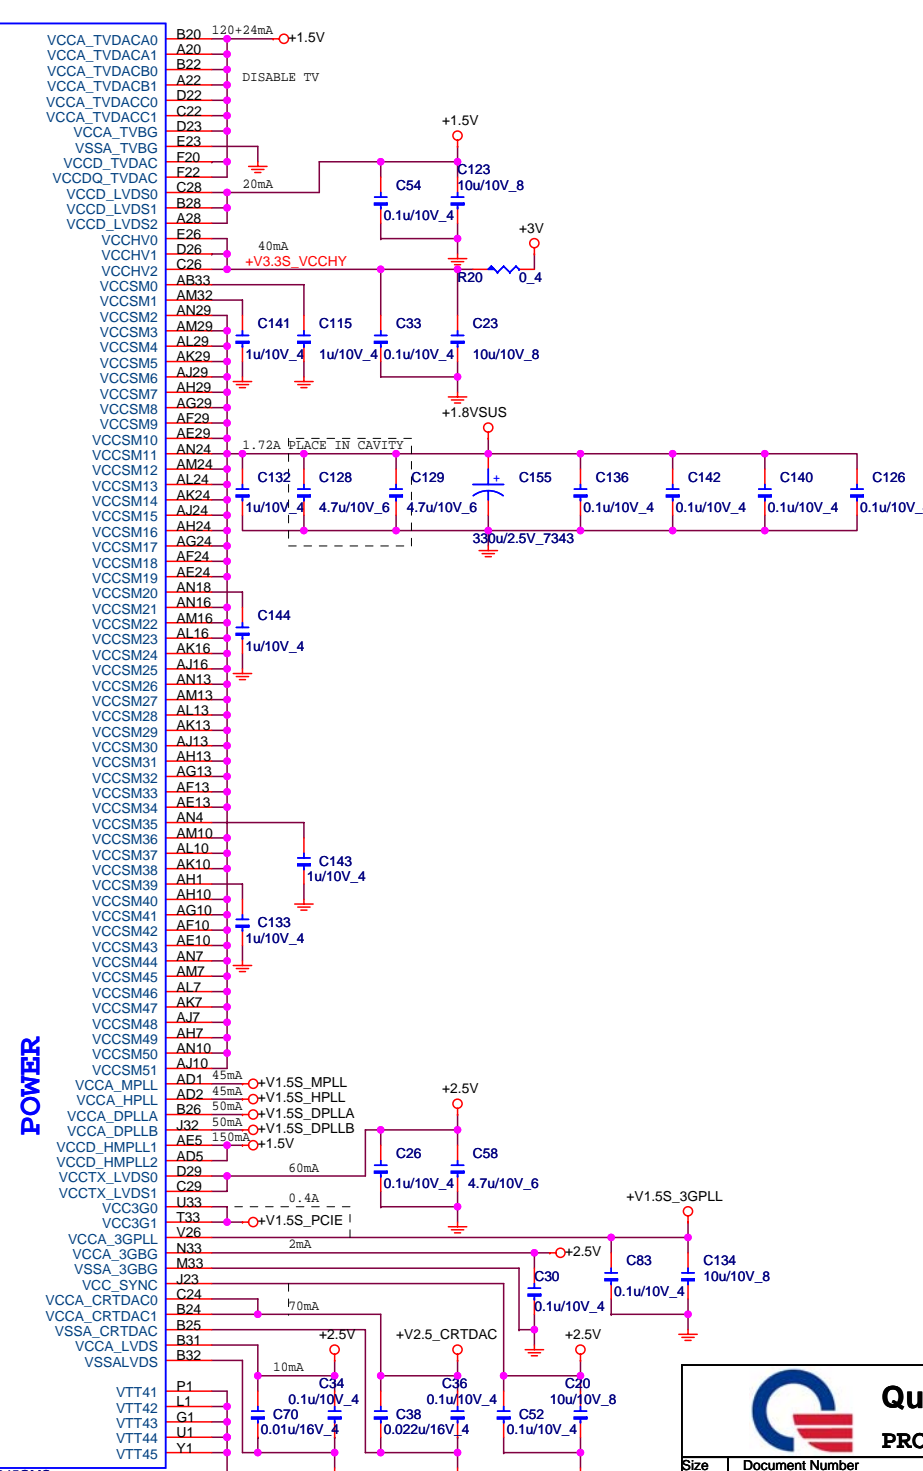 VCCA_TVDACA0 B20 120+24mA +1.5V
VCCA_TVDACA1 A20
VCCA_TVDACB0 B22
VCCA_TVDACB1 A22 DISABLE TV
VCCA_TVDACC0 D22
VCCA_TVDACC1 C22
VCCA_TVBG D23 +1.5V
VSSA_TVBG E23
VCCD_TVDAC F20
VCCDQ_TVDAC F22 C123
VCCD_LVDS0 C28 20mA C54 10u/10V_8
VCCD_LVDS1 B28 0.1u/10V_4
VCCD_LVDS2 A28
VCCHV0 E26 +3V
VCCHV1 D26 40mA
VCCHV2 C26 +V3.3S_VCCHY R20 0_4
VCCSM0 AB33
VCCSM1 AM32
VCCSM2 AN29
VCCSM3 AM29 C141 C115 C33 C23
VCCSM4 AL29
VCCSM5 AK29 1u/10V_4 1u/10V_4 0.1u/10V_4 10u/10V_8
VCCSM6 AJ29
VCCSM7 AH29
VCCSM8 AG29 +1.8VSUS
VCCSM9 AF29
VCCSM10 AE29
VCCSM11 AN24 1.72A PLACE IN CAVITY
VCCSM12 AM24
VCCSM13 AL24 C132 C128 C129 + C155 C136 C142 C140 C126
VCCSM14 AK24
VCCSM15 AJ24 1u/10V_4 4.7u/10V_6 4.7u/10V_6 0.1u/10V_4 0.1u/10V_4 0.1u/10V_4 0.1u/10V_
VCCSM16 AH24
VCCSM17 AG24 330u/2.5V_7343
VCCSM18 AF24
VCCSM19 AE24
VCCSM20 AN18
VCCSM21 AN16
VCCSM22 AM16 C144
VCCSM23 AL16
VCCSM24 AK16 1u/10V_4
VCCSM25 AJ16
VCCSM26 AN13
VCCSM27 AM13
VCCSM28 AL13
VCCSM29 AK13
VCCSM30 AJ13
VCCSM31 AH13
VCCSM32 AG13
VCCSM33 AF13
VCCSM34 AE13
VCCSM35 AN4
VCCSM36 AM10
VCCSM37 AL10 C143
VCCSM38 AK10 1u/10V_4
VCCSM39 AH1
VCCSM40 AH10
VCCSM41 AG10 C133
VCCSM42 AF10
VCCSM43 AE10 1u/10V_4
VCCSM44 AN7
VCCSM45 AM7
VCCSM46 AL7
VCCSM47 AK7
VCCSM48 AJ7
VCCSM49 AH7
VCCSM50 AN10
VCCSM51 AJ10
POWER
VCCA_MPLL AD1 45mA +V1.5S_MPLL +2.5V
VCCA_HPLL AD2 45mA +V1.5S_HPLL
VCCA_DPLLA B26 50mA +V1.5S_DPLLA
VCCA_DPLLB J32 50mA +V1.5S_DPLLB
VCCD_HMPLL1 AE5 150mA +1.5V
VCCD_HMPLL2 AD5 C26 C58
VCCTX_LVDS0 D29 60mA 0.1u/10V_4 4.7u/10V_6
VCCTX_LVDS1 C29
VCC3G0 U33 0.4A +V1.5S_3GPLL
VCC3G1 T33 +V1.5S_PCIE
VCCA_3GPLL V26
VCCA_3GBG N33 2mA +2.5V
VSSA_3GBG M33 C83 C134
VCC_SYNC J23 C30 0.1u/10V_4 10u/10V_8
VCCA_CRTDAC0 C24 0.1u/10V_4
VCCA_CRTDAC1 B24 70mA
VSSA_CRTDAC B25 +2.5V +V2.5_CRTDAC +2.5V
VCCA_LVDS B31
VSSALVDS B32 10mA
C34 C36 C20
VTT41 P1 0.1u/10V_4 0.1u/10V_4 10u/10V_8
VTT42 L1 C70 C38 C52
VTT43 G1 0.01u/16V_4 0.022u/16V_4 0.1u/10V_4
VTT44 U1
VTT45 Y1
Qu
PRO
Size Document Number